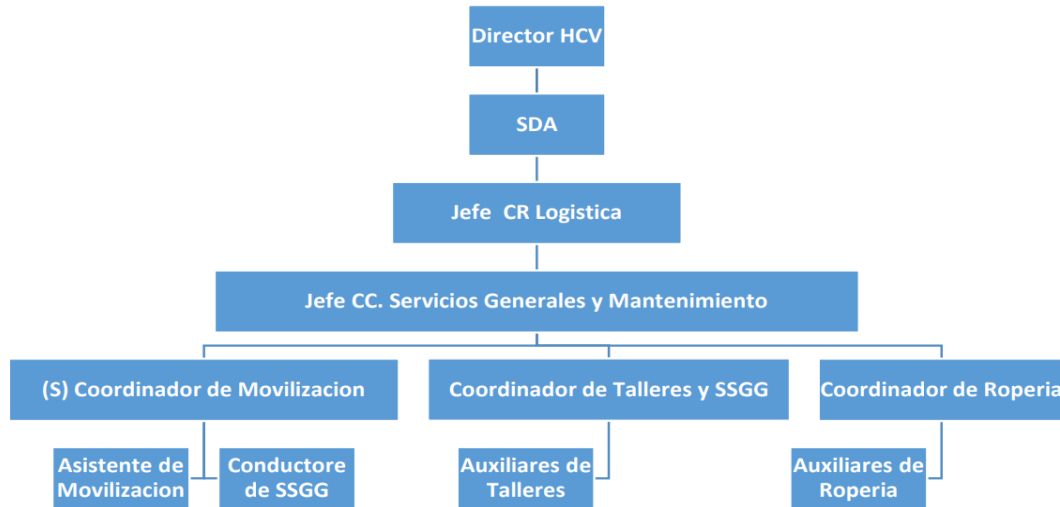 Director HCV
SDA
Jefe CR Logistica
Jefe CC. Servicios Generales y Mantenimiento
(S) Coordinador de Movilizacion
Coordinador de Talleres y SSGG
Coordinador de Roperia
Asistente de
Movilizacion
Conductore
de SSGG
Auxiliares de
Talleres
Auxiliares de
Roperia